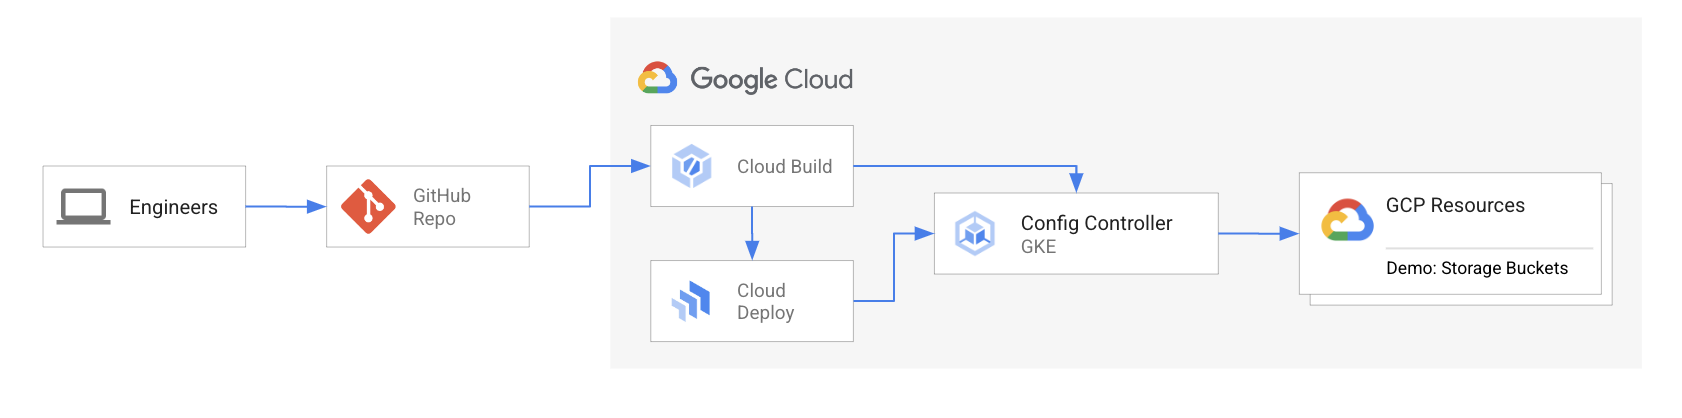 Google Cloud
Engineers
GitHub
Repo
Cloud Build
Cloud
Deploy
Config Controller
GKE
GCP Resources
Demo: Storage Buckets